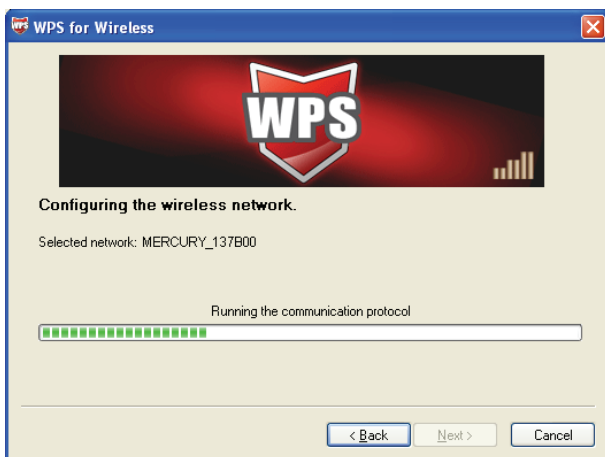 WPS for Wireless
WPS
Configuring the wireless network.
Selected network: MERCURY_137B00
Running the communication protocol
< Back Next > Cancel